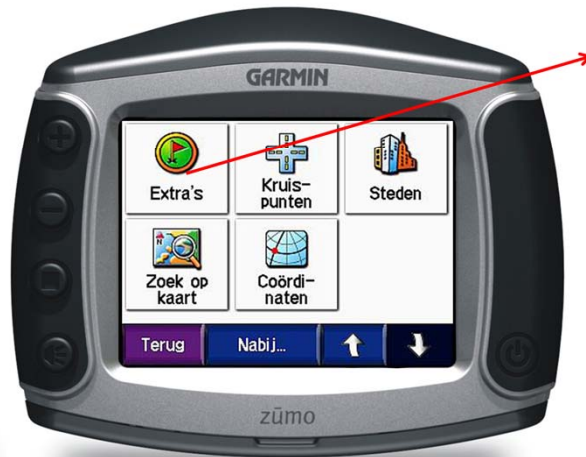 GARMIN
Extra's
Kruis-
punten
Steden
Zoek op
kaart
Coördi-
naten
Terug
Nabij...
zūmo